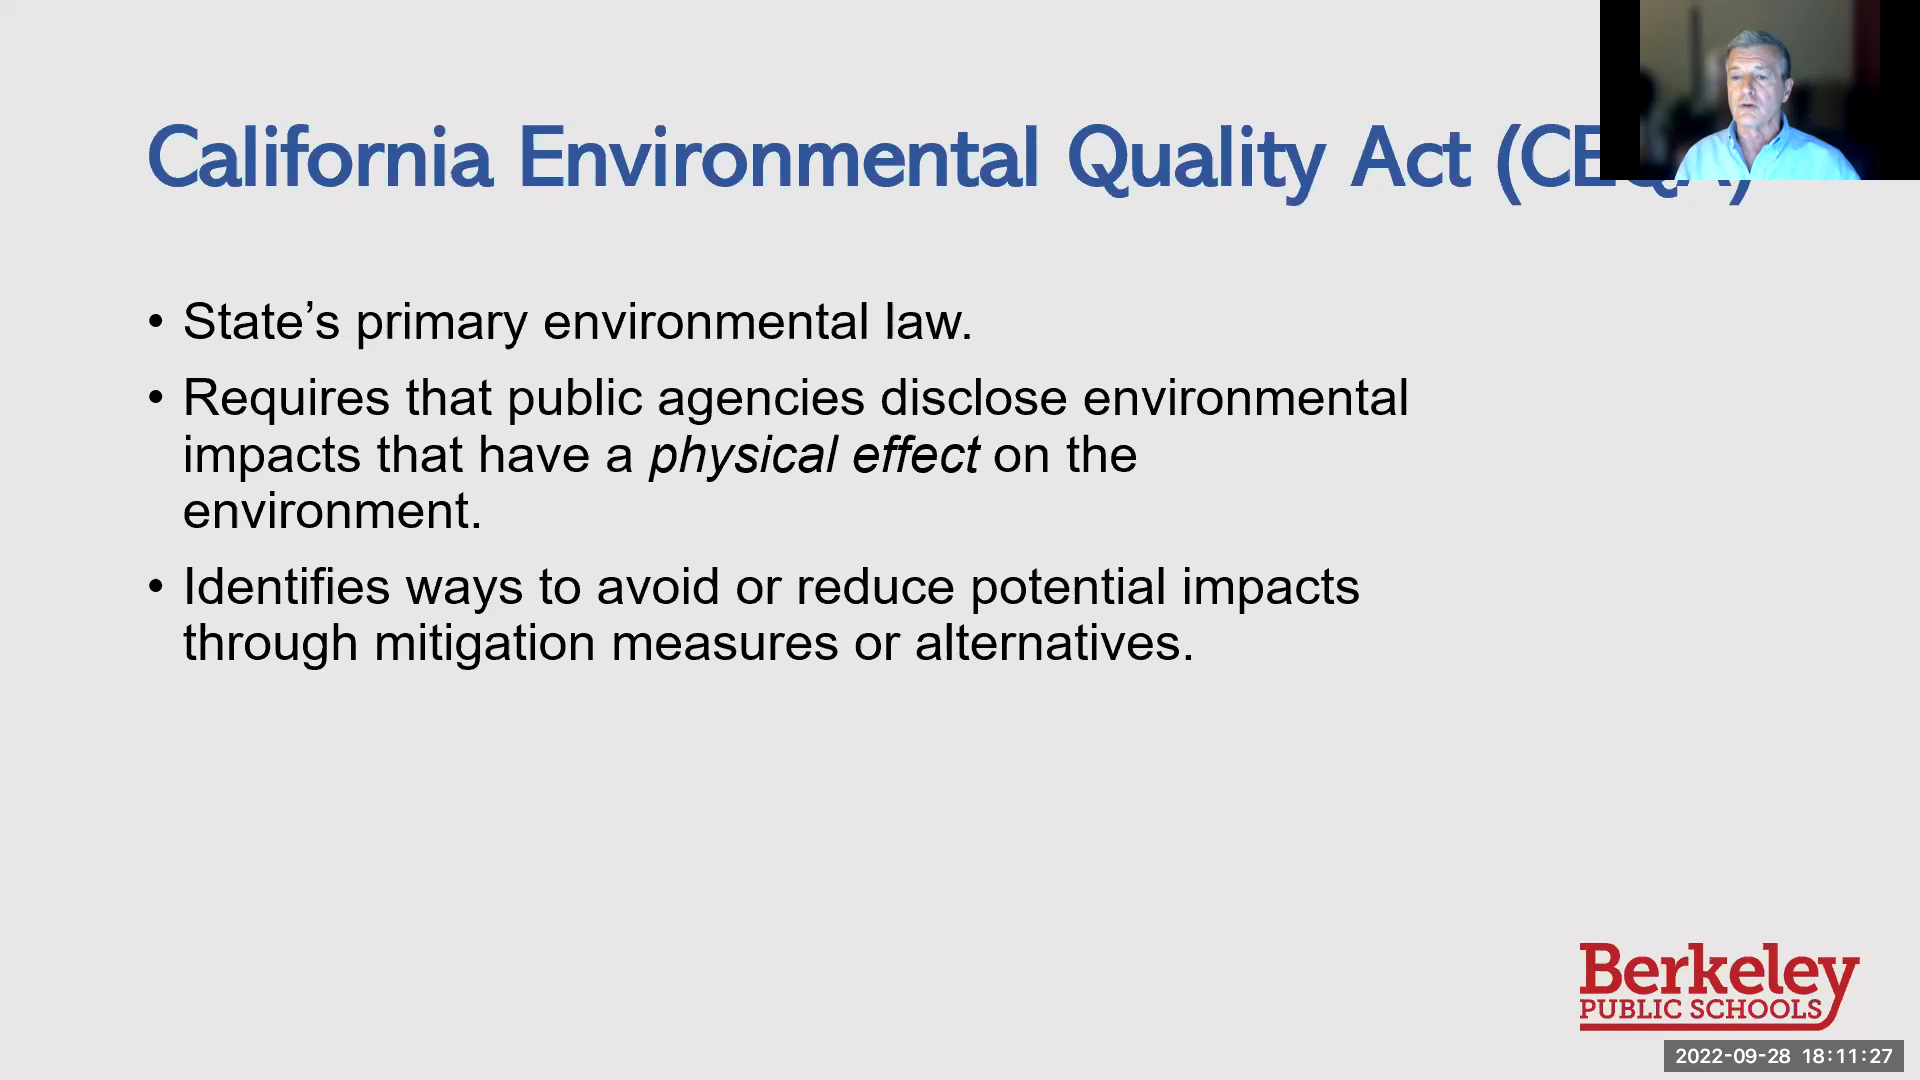 California Environmental Quality Act (CEQA)
• State’s primary environmental law.
• Requires that public agencies disclose environmental
impacts that have a physical effect on the
environment.
• Identifies ways to avoid or reduce potential impacts
through mitigation measures or alternatives.
Berkeley
PUBLIC SCHOOLS
2022-09-28 18:11:27